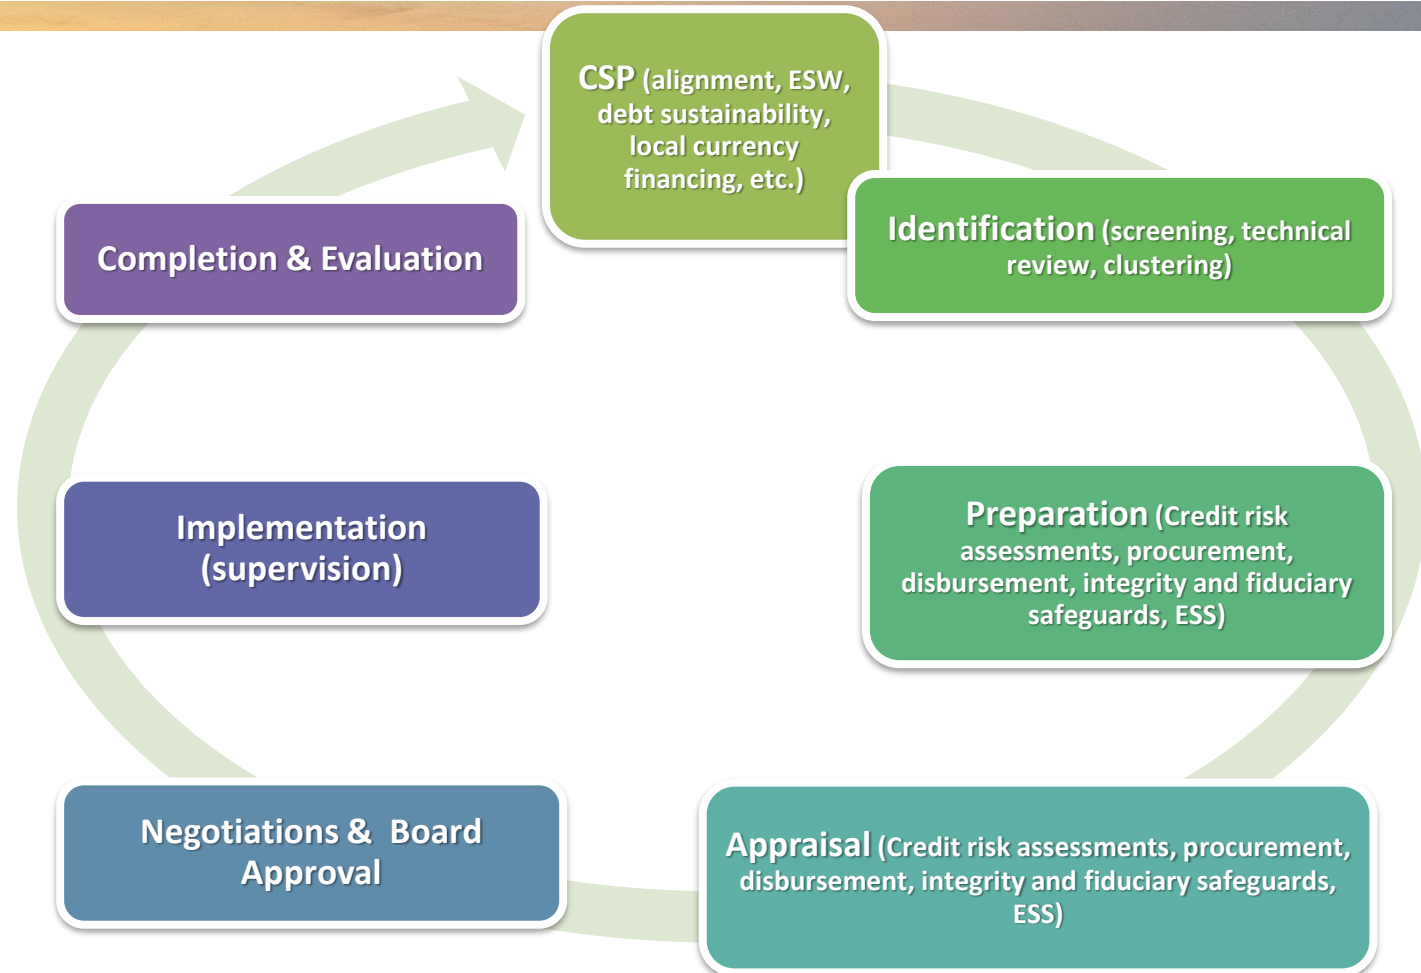 CSP (alignment, ESW,
debt sustainability,
local currency
financing, etc.)
Identification (screening, technical
review, clustering)
Preparation (Credit risk
assessments, procurement,
disbursement, integrity and fiduciary
safeguards, ESS)
Appraisal (Credit risk assessments, procurement,
disbursement, integrity and fiduciary safeguards,
ESS)
Negotiations & Board
Approval
Implementation
(supervision)
Completion & Evaluation